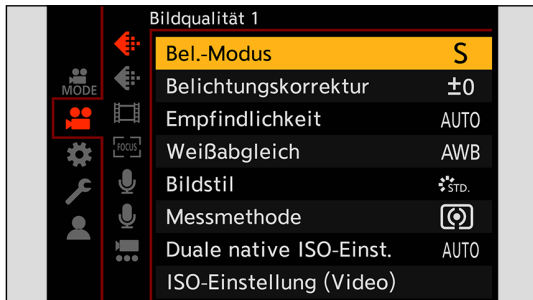 Bildqualität 1
MODE
FOCUS
Bel.-Modus S
Belichtungskorrektur ±0
Empfindlichkeit AUTO
Weißabgleich AWB
Bildstil STD.
Messmethode
Duale native ISO-Einst. AUTO
ISO-Einstellung (Video)